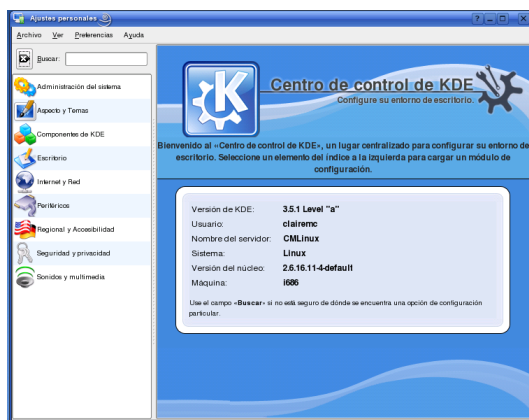 Ajustes personales
Archivo Ver Preferencias Ayuda
Buscar:
Administración del sistema
Aspecto y Temas
Componentes de KDE
Escritorio
Internet y Red
Periféricos
Regional y Accesibilidad
Seguridad y privacidad
Sonidos y multimedia
Centro de control de KDE
Configure su entorno de escritorio.
Bienvenido al «Centro de control de KDE», un lugar centralizado para configurar su entorno de
escritorio. Seleccione un elemento del índice a la izquierda para cargar un módulo de
configuración.
Versión de KDE: 3.5.1 Level "a"
Usuario: clairemc
Nombre del servidor: CMLinux
Sistema: Linux
Versión del núcleo: 2.6.16.11-4-default
Máquina: i686
Use el campo «Buscar» si no está seguro de dónde se encuentra una opción de configuración
particular.